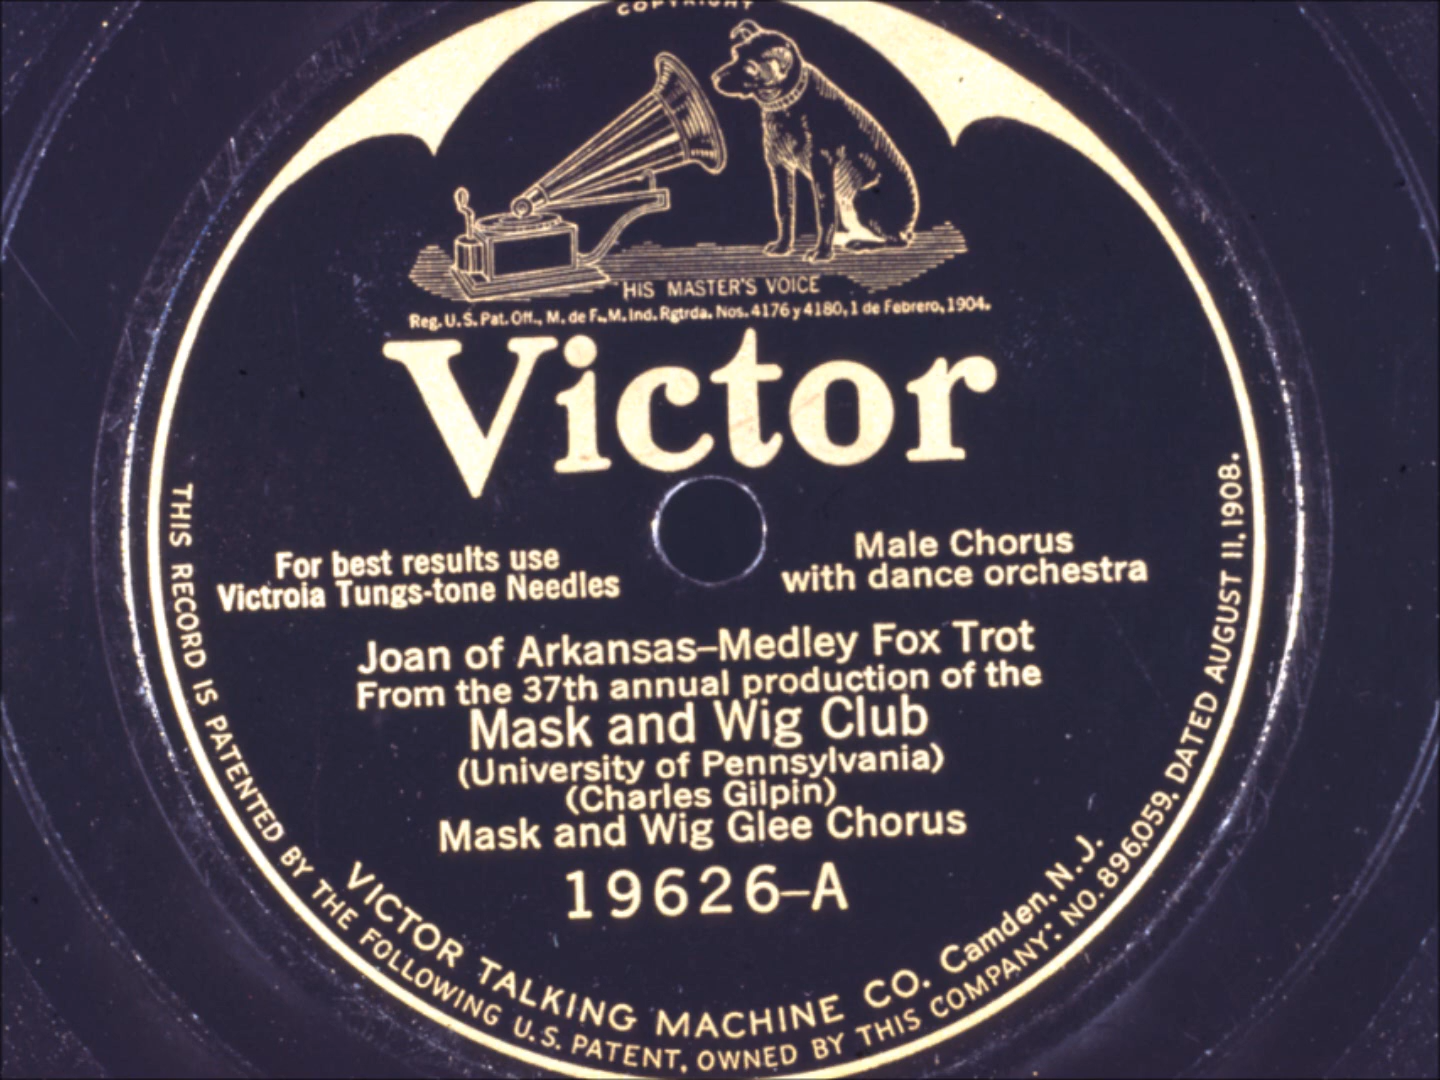 COPYRIGHT
HIS MASTER'S VOICE
Reg. U.S. Pat. Off., M. de F., M. Ind. Rgtrda. Nos. 4176 y 4180, 1 de Febrero, 1904.
Victor
For best results use
Victrola Tungs-tone Needles
Male Chorus
with dance orchestra
Joan of Arkansas–Medley Fox Trot
From the 37th annual production of the
Mask and Wig Club
(University of Pennsylvania)
(Charles Gilpin)
Mask and Wig Glee Chorus
19626–A
VICTOR TALKING MACHINE CO. Camden, N. J.
THIS RECORD IS PATENTED BY THE FOLLOWING U.S. PATENT, OWNED BY THIS COMPANY: NO. 896,059. DATED AUGUST 11, 1908.